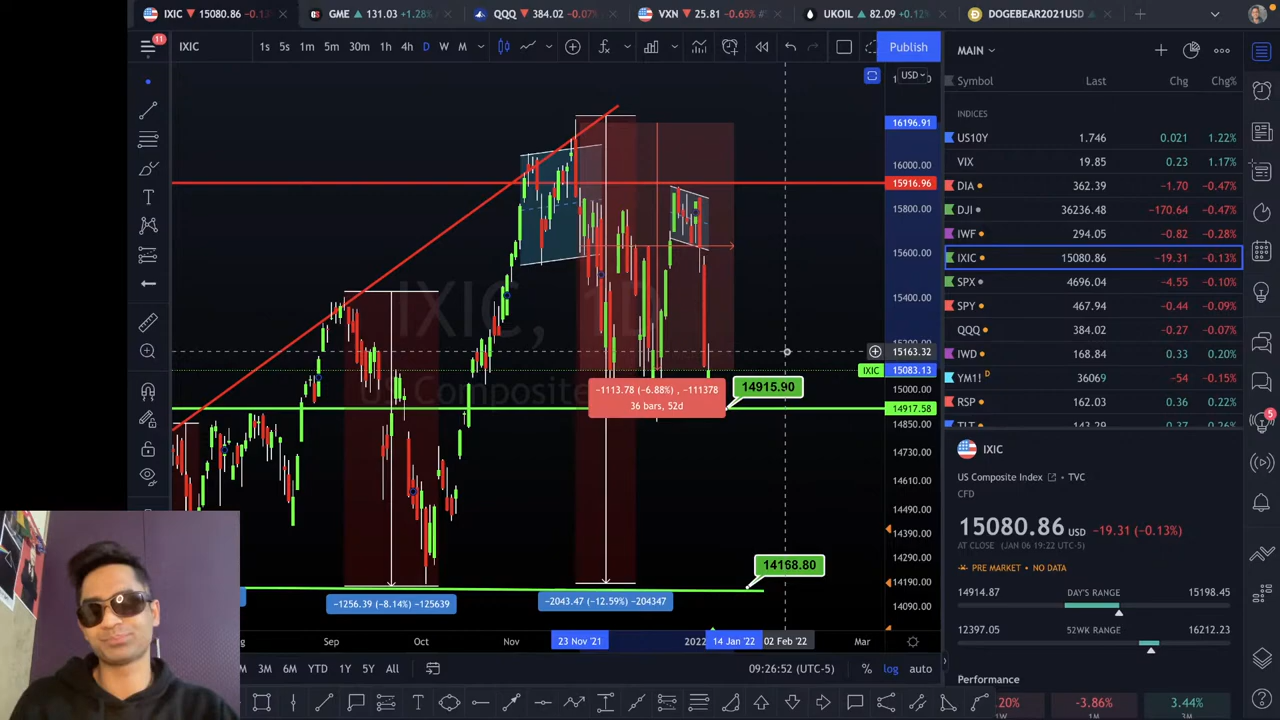 IXIC 15080.86 −0.13%
GME 131.03 +1.28%
QQQ 384.02 −0.07%
VXN 25.81 −0.65%
UKOIL 82.09 +0.12%
DOGEBEAR2021USD
11
IXIC
1s 5s 1m 5m 30m 1h 4h D W M
Publish
USD
MAIN
Symbol Last Chg Chg%
INDICES
US10Y 1.746 0.021 1.22%
VIX 19.85 0.23 1.17%
DIA 362.39 −1.70 −0.47%
DJI 36236.48 −170.64 −0.47%
IWF 294.05 −0.82 −0.28%
IXIC 15080.86 −19.31 −0.13%
SPX 4696.04 −4.55 −0.10%
SPY 467.94 −0.44 −0.09%
QQQ 384.02 −0.27 −0.07%
IWD 168.84 0.33 0.20%
YM1! D 36069 −54 −0.15%
RSP 162.41 0.36 0.22%
TLT 143.29 0.37 0.26%
5
16196.91
16000.00
15916.96
15800.00
15600.00
15400.00
15200.00
15163.32
IXIC 15083.13
15000.00
14917.58
14850.00
14730.00
14610.00
14490.00
14390.00
14290.00
14190.00
14090.00
IXIC, 1D
US Composite
−1113.78 (−6.88%) , −111378
36 bars, 52d
14915.90
14168.80
−1256.39 (−8.14%) −125639
−2043.47 (−12.59%) −204347
Sep Oct Nov 23 Nov '21 2022 14 Jan '22 02 Feb '22 Mar
3M 6M YTD 1Y 5Y All
09:26:52 (UTC-5) % log auto
IXIC
US Composite Index • TVC
CFD
15080.86 USD −19.31 (−0.13%)
AT CLOSE (JAN 06 19:22 UTC-5)
PRE MARKET • NO DATA
14914.87 DAY'S RANGE 15198.45
12397.05 52WK RANGE 16212.23
Performance
.20% −3.86% 3.44%
1W 1M 3M